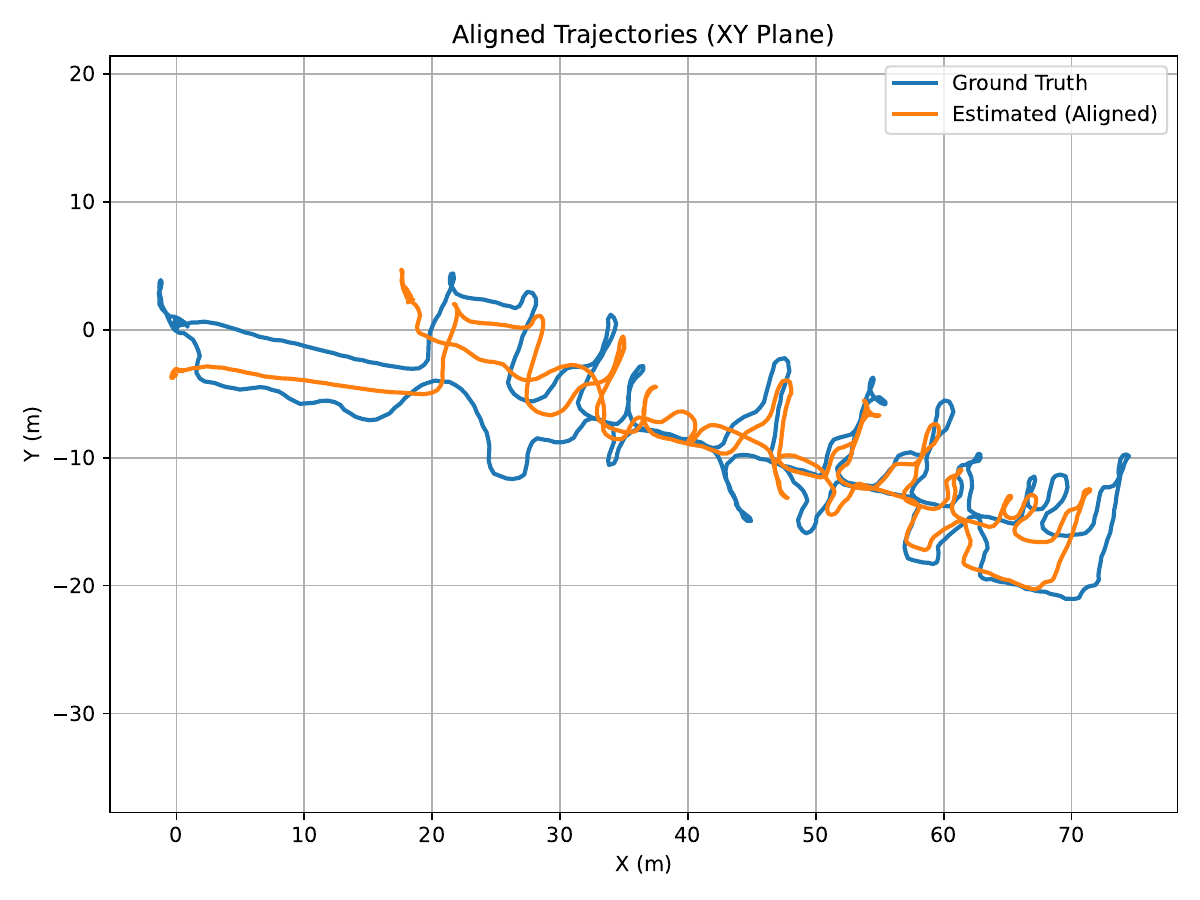 Aligned Trajectories (XY Plane)
Ground Truth
Estimated (Aligned)
20
10
0
−10
−20
−30
Y (m)
0 10 20 30 40 50 60 70
X (m)